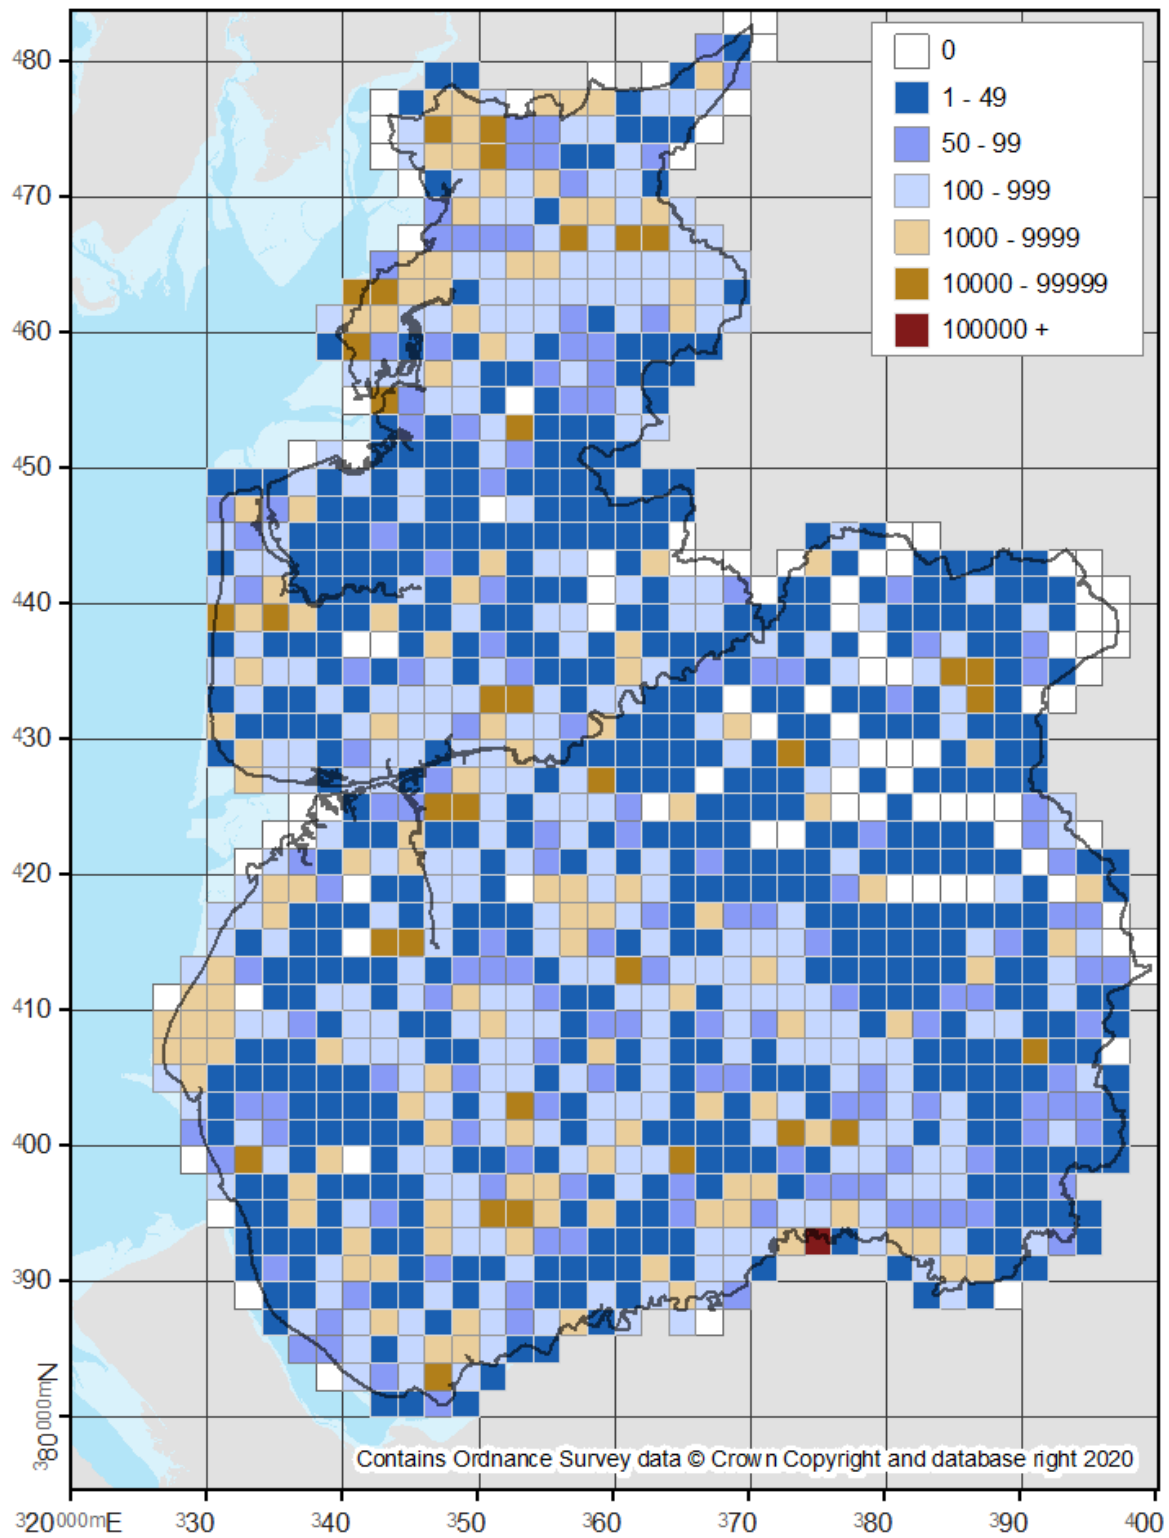 0
1 - 49
50 - 99
100 - 999
1000 - 9999
10000 - 99999
100000 +
480
470
460
450
440
430
420
410
400
390
380000mN
Contains Ordnance Survey data © Crown Copyright and database right 2020
320000mE 330 340 350 360 370 380 390 400